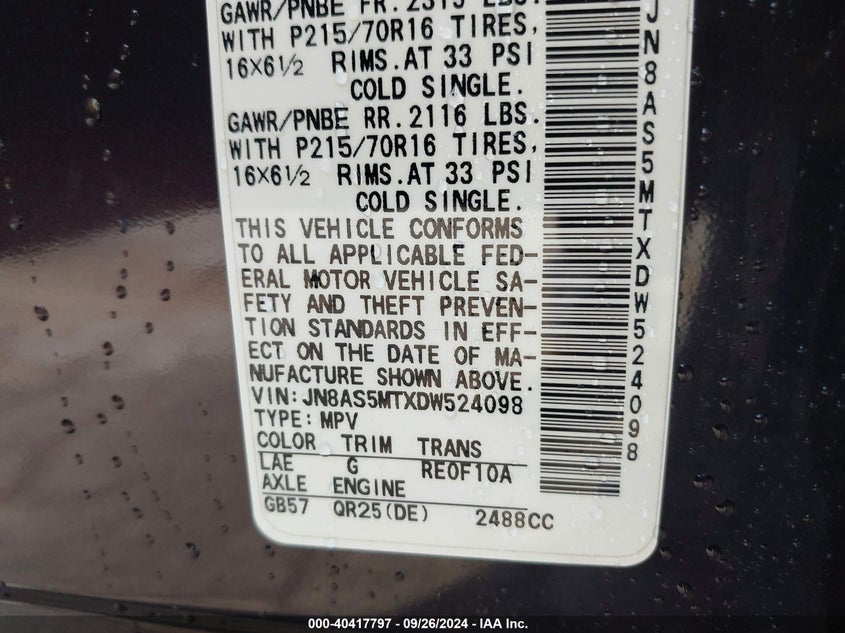 GAWR/PNBE FR. 2315 LBS.
WITH P215/70R16 TIRES,
16X6½ RIMS.AT 33 PSI
COLD SINGLE.
GAWR/PNBE RR. 2116 LBS.
WITH P215/70R16 TIRES,
16X6½ RIMS.AT 33 PSI
COLD SINGLE.
THIS VEHICLE CONFORMS
TO ALL APPLICABLE FED-
ERAL MOTOR VEHICLE SA-
FETY AND THEFT PREVEN-
TION STANDARDS IN EFF-
ECT ON THE DATE OF MA-
NUFACTURE SHOWN ABOVE.
VIN:JN8AS5MTXDW524098
TYPE:MPV
COLOR TRIM TRANS
LAE G RE0F10A
AXLE ENGINE
GB57 QR25(DE) 2488CC
JN8AS5MTXDW524098
000-40417797 - 09/26/2024 - IAA Inc.